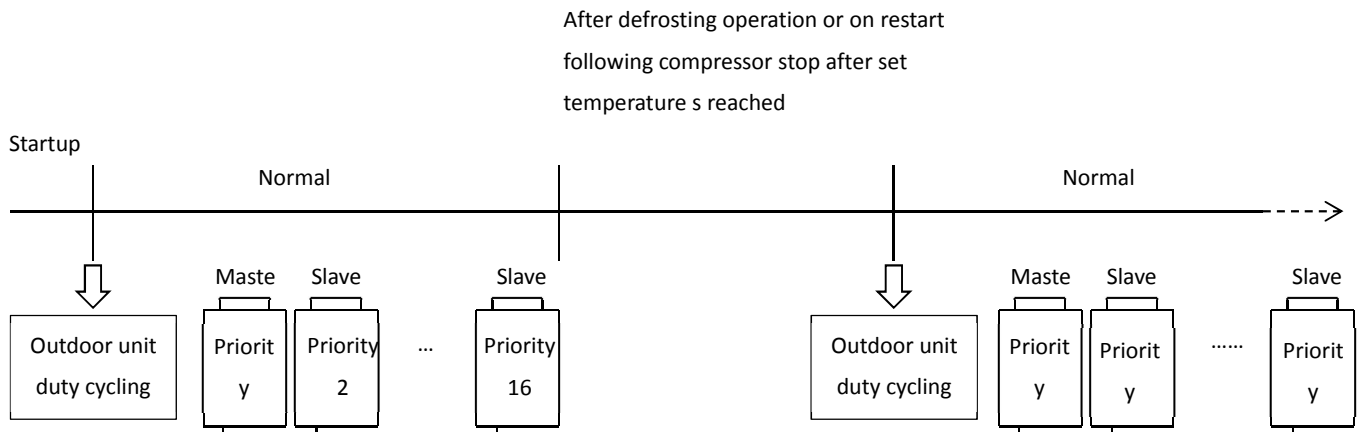 After defrosting operation or on restart
following compressor stop after set
temperature s reached
Startup
Normal
Normal
Maste
Slave
Slave
Maste
Slave
Slave
Outdoor unit
duty cycling
Priorit
y
Priority
2
...
Priority
16
Outdoor unit
duty cycling
Priorit
y
Priorit
y
......
Priorit
y